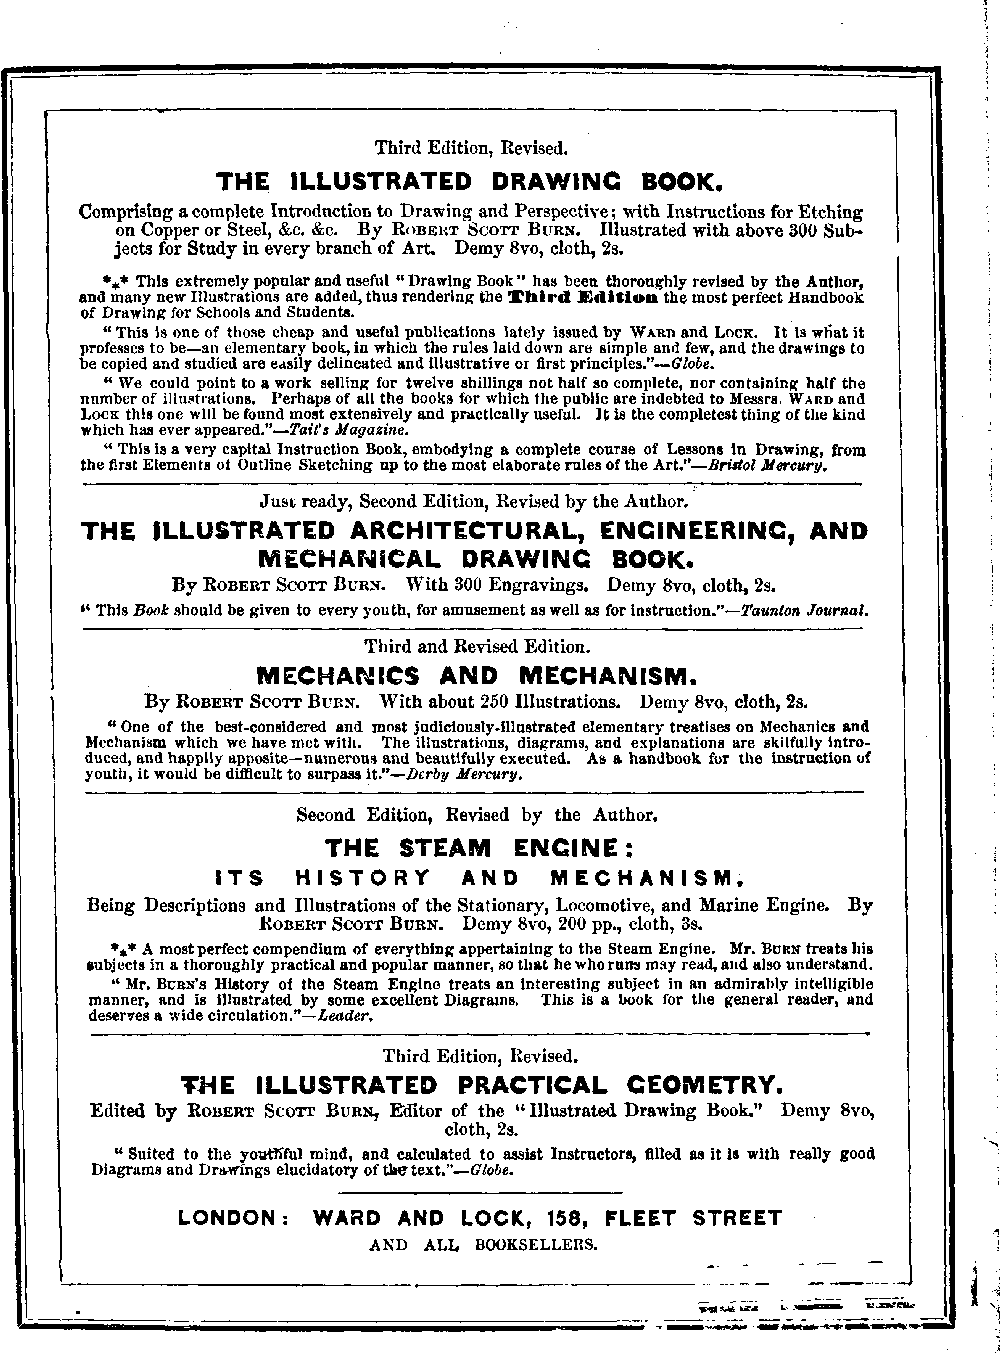 Third Edition, Revised.
THE ILLUSTRATED DRAWING BOOK.
Comprising a complete Introduction to Drawing and Perspective; with Instructions for Etching
on Copper or Steel, &c. &c. By ROBERT SCOTT BURN. Illustrated with above 300 Sub-
jects for Study in every branch of Art. Demy 8vo, cloth, 2s.
*⁎* This extremely popular and useful "Drawing Book" has been thoroughly revised by the Author,
and many new Illustrations are added, thus rendering the Third Edition the most perfect Handbook
of Drawing for Schools and Students.
"This is one of those cheap and useful publications lately issued by WARD and LOCK. It is what it
professes to be—an elementary book, in which the rules laid down are simple and few, and the drawings to
be copied and studied are easily delineated and illustrative or first principles."—Globe.
"We could point to a work selling for twelve shillings not half so complete, nor containing half the
number of illustrations. Perhaps of all the books for which the public are indebted to Messrs. WARD and
LOCK this one will be found most extensively and practically useful. It is the completest thing of the kind
which has ever appeared."—Tait's Magazine.
"This is a very capital Instruction Book, embodying a complete course of Lessons in Drawing, from
the first Elements of Outline Sketching up to the most elaborate rules of the Art."—Bristol Mercury.
Just ready, Second Edition, Revised by the Author.
THE ILLUSTRATED ARCHITECTURAL, ENGINEERING, AND
MECHANICAL DRAWING BOOK.
By ROBERT SCOTT BURN. With 300 Engravings. Demy 8vo, cloth, 2s.
"This Book should be given to every youth, for amusement as well as for instruction."—Taunton Journal.
Third and Revised Edition.
MECHANICS AND MECHANISM.
By ROBERT SCOTT BURN. With about 250 Illustrations. Demy 8vo, cloth, 2s.
"One of the best-considered and most judiciously-illustrated elementary treatises on Mechanics and
Mechanism which we have met with. The illustrations, diagrams, and explanations are skilfully intro-
duced, and happily apposite—numerous and beautifully executed. As a handbook for the instruction of
youth, it would be difficult to surpass it."—Derby Mercury.
Second Edition, Revised by the Author.
THE STEAM ENGINE:
ITS HISTORY AND MECHANISM.
Being Descriptions and Illustrations of the Stationary, Locomotive, and Marine Engine. By
ROBERT SCOTT BURN. Demy 8vo, 200 pp., cloth, 3s.
*⁎* A most perfect compendium of everything appertaining to the Steam Engine. Mr. BURN treats his
subjects in a thoroughly practical and popular manner, so that he who runs may read, and also understand.
"Mr. BURN'S History of the Steam Engine treats an interesting subject in an admirably intelligible
manner, and is illustrated by some excellent Diagrams. This is a book for the general reader, and
deserves a wide circulation."—Leader.
Third Edition, Revised.
THE ILLUSTRATED PRACTICAL GEOMETRY.
Edited by ROBERT SCOTT BURN, Editor of the "Illustrated Drawing Book." Demy 8vo,
cloth, 2s.
"Suited to the youthful mind, and calculated to assist Instructors, filled as it is with really good
Diagrams and Drawings elucidatory of the text."—Globe.
LONDON: WARD AND LOCK, 158, FLEET STREET
AND ALL BOOKSELLERS.